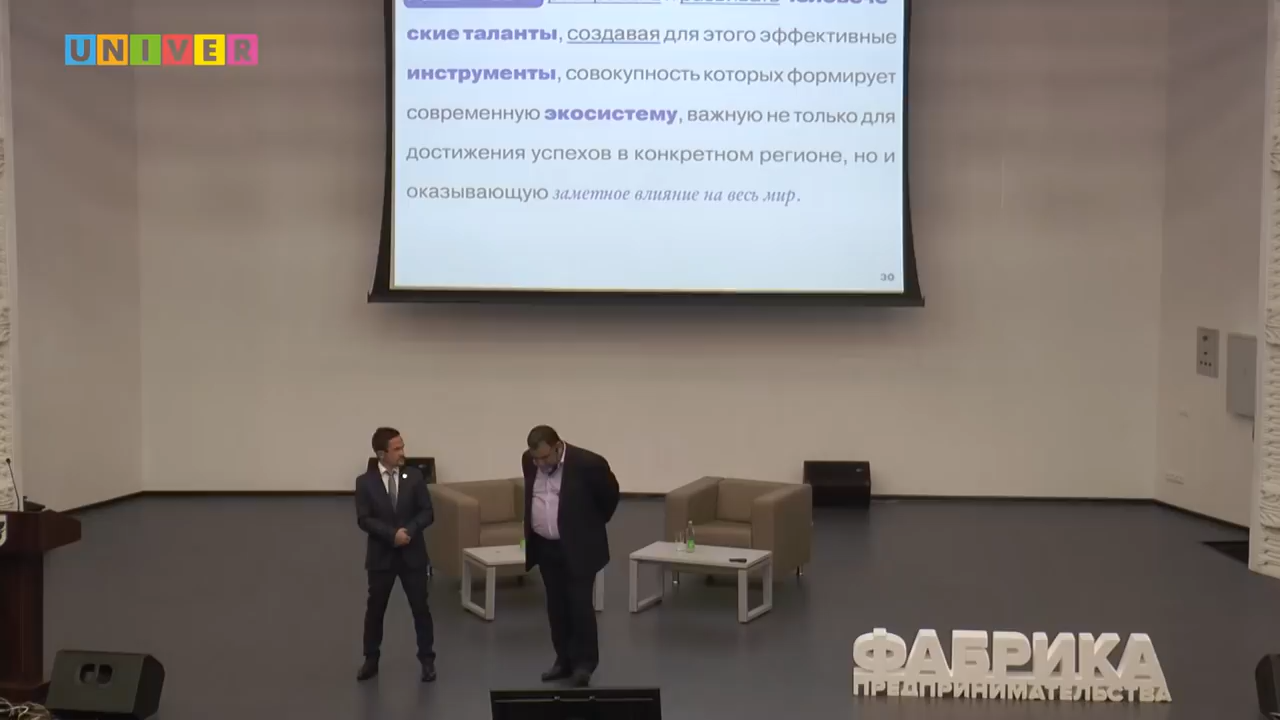 UNIVER
ские таланты, создавая для этого эффективные
инструменты, совокупность которых формирует
современную экосистему, важную не только для
достижения успехов в конкретном регионе, но и
оказывающую заметное влияние на весь мир.
30
ФАБРИКА
ПРЕДПРИНИМАТЕЛЬСТВА